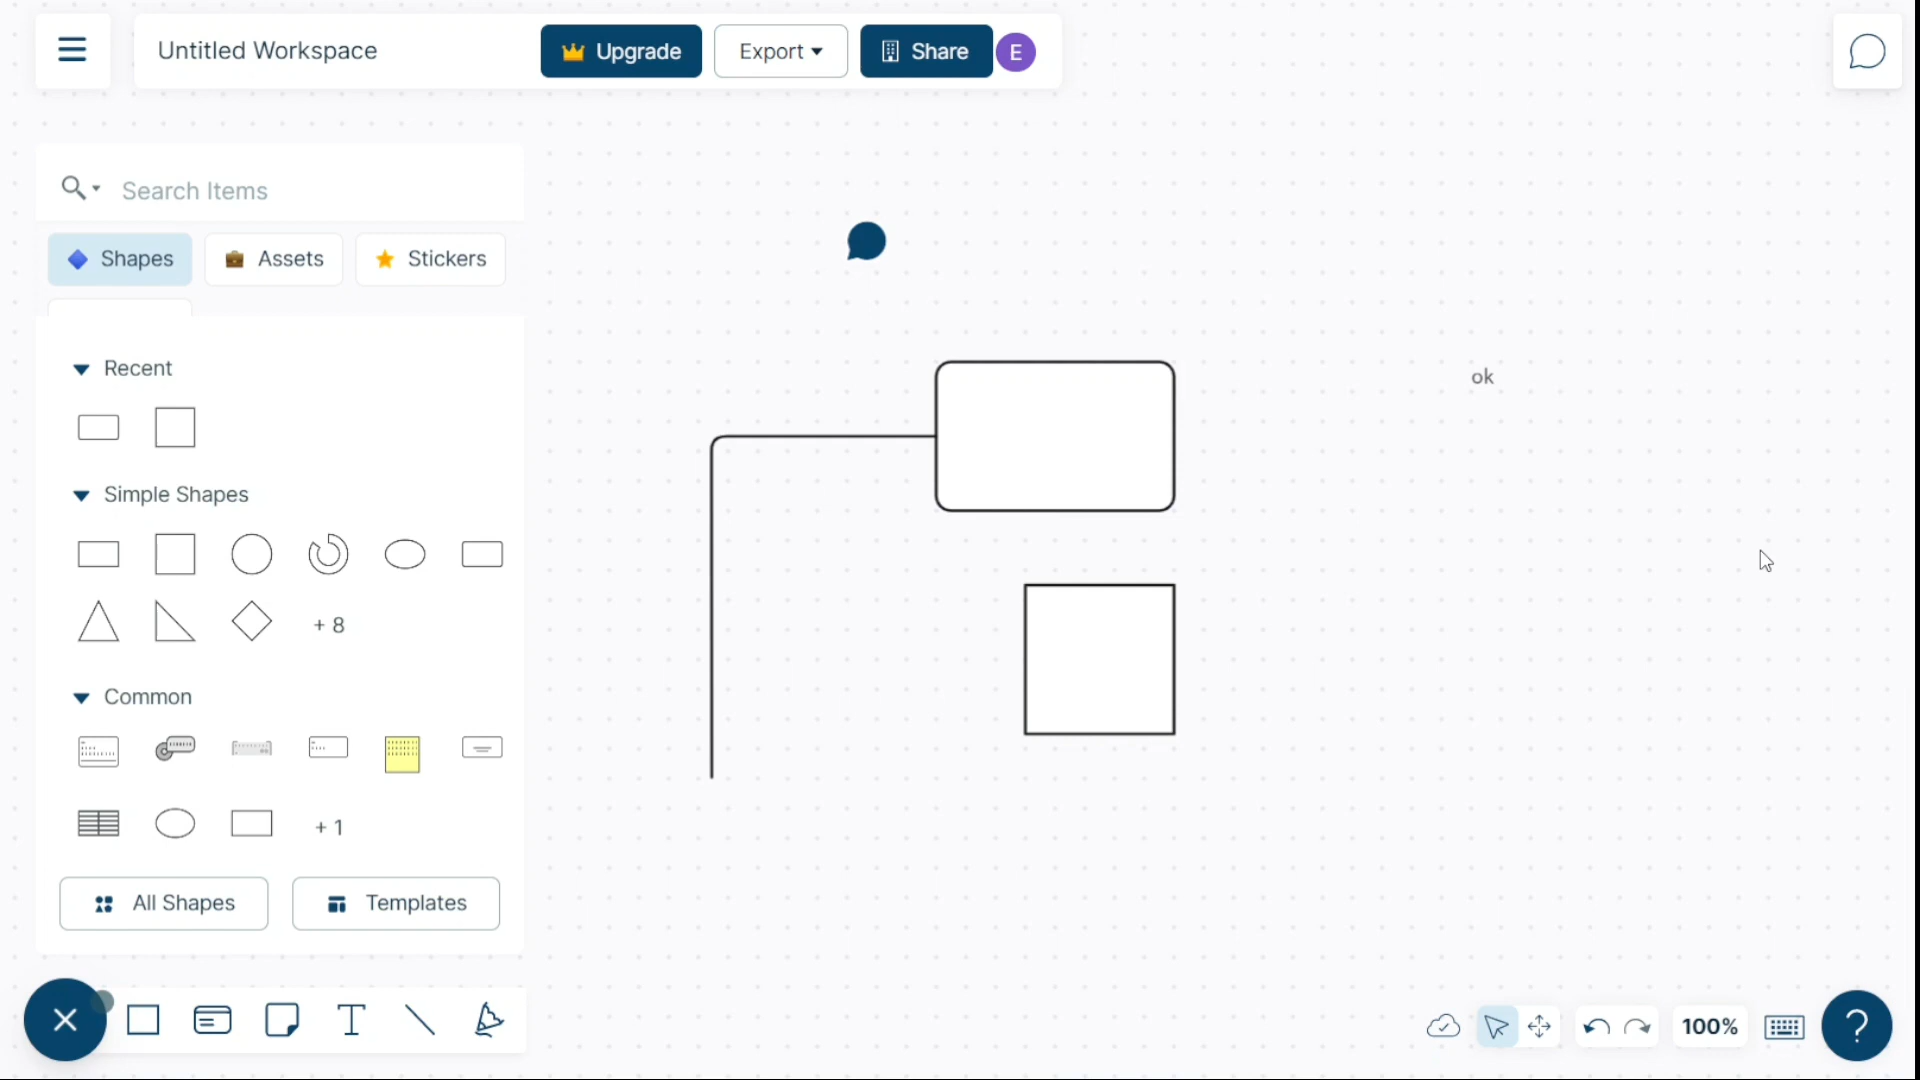 Untitled Workspace
Upgrade
Export
Share
E
Search Items
Shapes
Assets
Stickers
Recent
Simple Shapes
+ 8
Common
+ 1
All Shapes
Templates
ok
T
100%
?